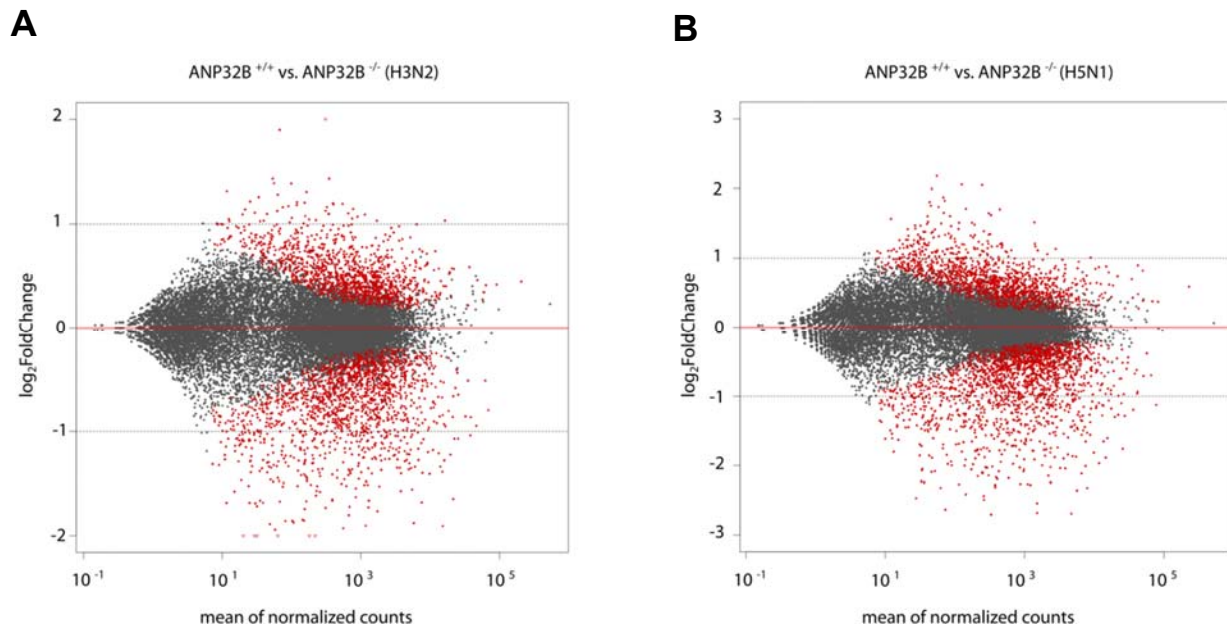 A
ANP32B +/+ vs. ANP32B -/- (H3N2)
log2FoldChange
2
1
0
-1
-2
10 -1
10 1
10 3
10 5
mean of normalized counts
B
ANP32B +/+ vs. ANP32B -/- (H5N1)
log2FoldChange
3
2
1
0
-1
-2
-3
10 -1
10 1
10 3
10 5
mean of normalized counts